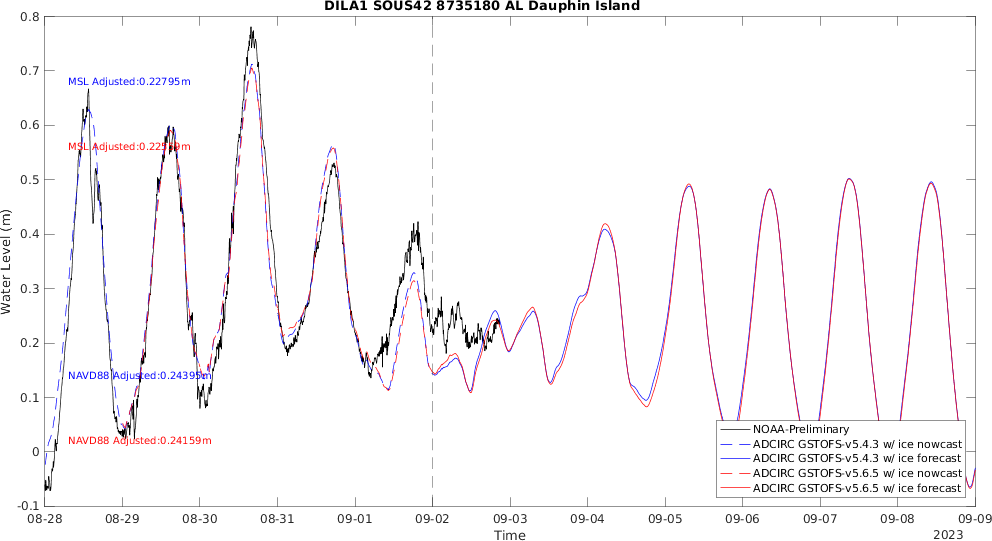 DILA1 SOUS42 8735180 AL Dauphin Island
0.8
0.7
0.6
0.5
0.4
0.3
0.2
0.1
0
-0.1
Water Level (m)
MSL Adjusted:0.22795m
MSL Adjusted:
NAVD88 Adjusted:0.24395m
NAVD88 Adjusted:0.24159m
NOAA-Preliminary
ADCIRC GSTOFS-v5.4.3 w/ ice nowcast
ADCIRC GSTOFS-v5.4.3 w/ ice forecast
ADCIRC GSTOFS-v5.6.5 w/ ice nowcast
ADCIRC GSTOFS-v5.6.5 w/ ice forecast
08-28 08-29 08-30 08-31 09-01 09-02 09-03 09-04 09-05 09-06 09-07 09-08 09-09
Time
2023